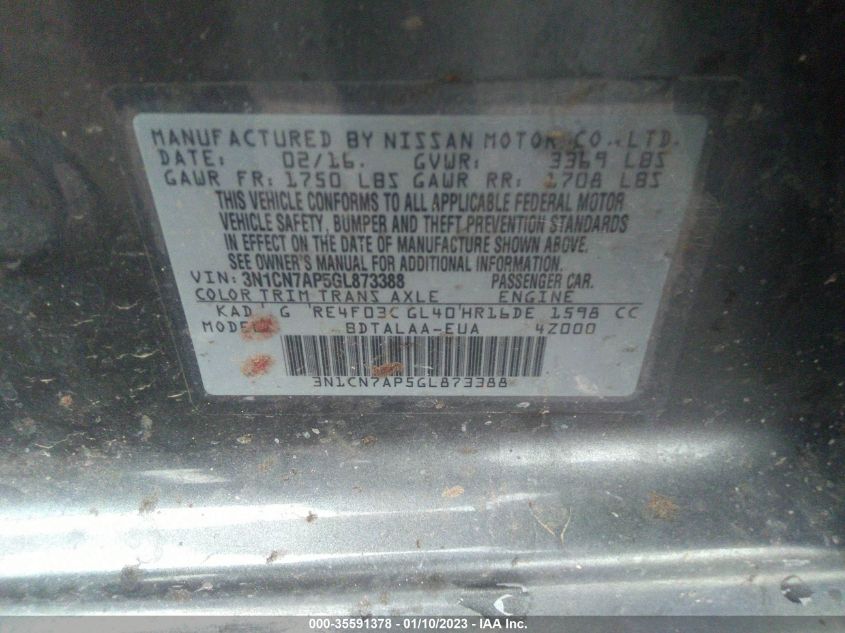 MANUFACTURED BY NISSAN MOTOR CO., LTD.
DATE: 02/16. GVWR: 3369 LBS
GAWR FR: 1750 LBS GAWR RR: 1708 LBS
THIS VEHICLE CONFORMS TO ALL APPLICABLE FEDERAL MOTOR
VEHICLE SAFETY, BUMPER AND THEFT PREVENTION STANDARDS
IN EFFECT ON THE DATE OF MANUFACTURE SHOWN ABOVE.
SEE OWNER'S MANUAL FOR ADDITIONAL INFORMATION.
VIN: 3N1CN7AP5GL873388 PASSENGER CAR.
COLOR TRIM TRANS AXLE ENGINE
KAD G RE4F03C GL40 HR16DE 1598 CC
MODEL BDTALAA-EUA 4Z000
3N1CN7AP5GL873388
000-35591378 - 01/10/2023 - IAA Inc.